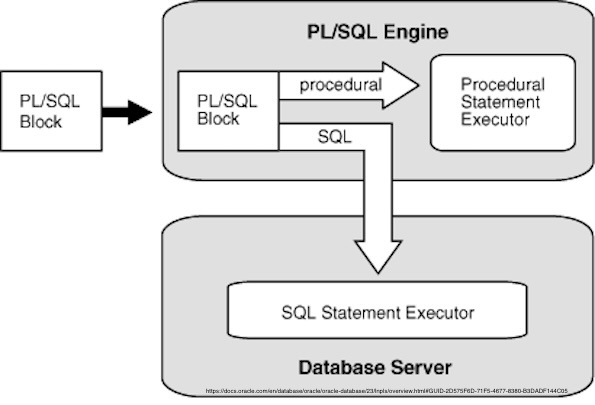 PL/SQL Engine
PL/SQL
Block
PL/SQL
Block
procedural
SQL
Procedural
Statement
Executor
SQL Statement Executor
Database Server
https://docs.oracle.com/en/database/oracle/oracle-database/23/lnpls/overview.html#GUID-2D575F6D-71F5-4677-8380-B3DADF144C05